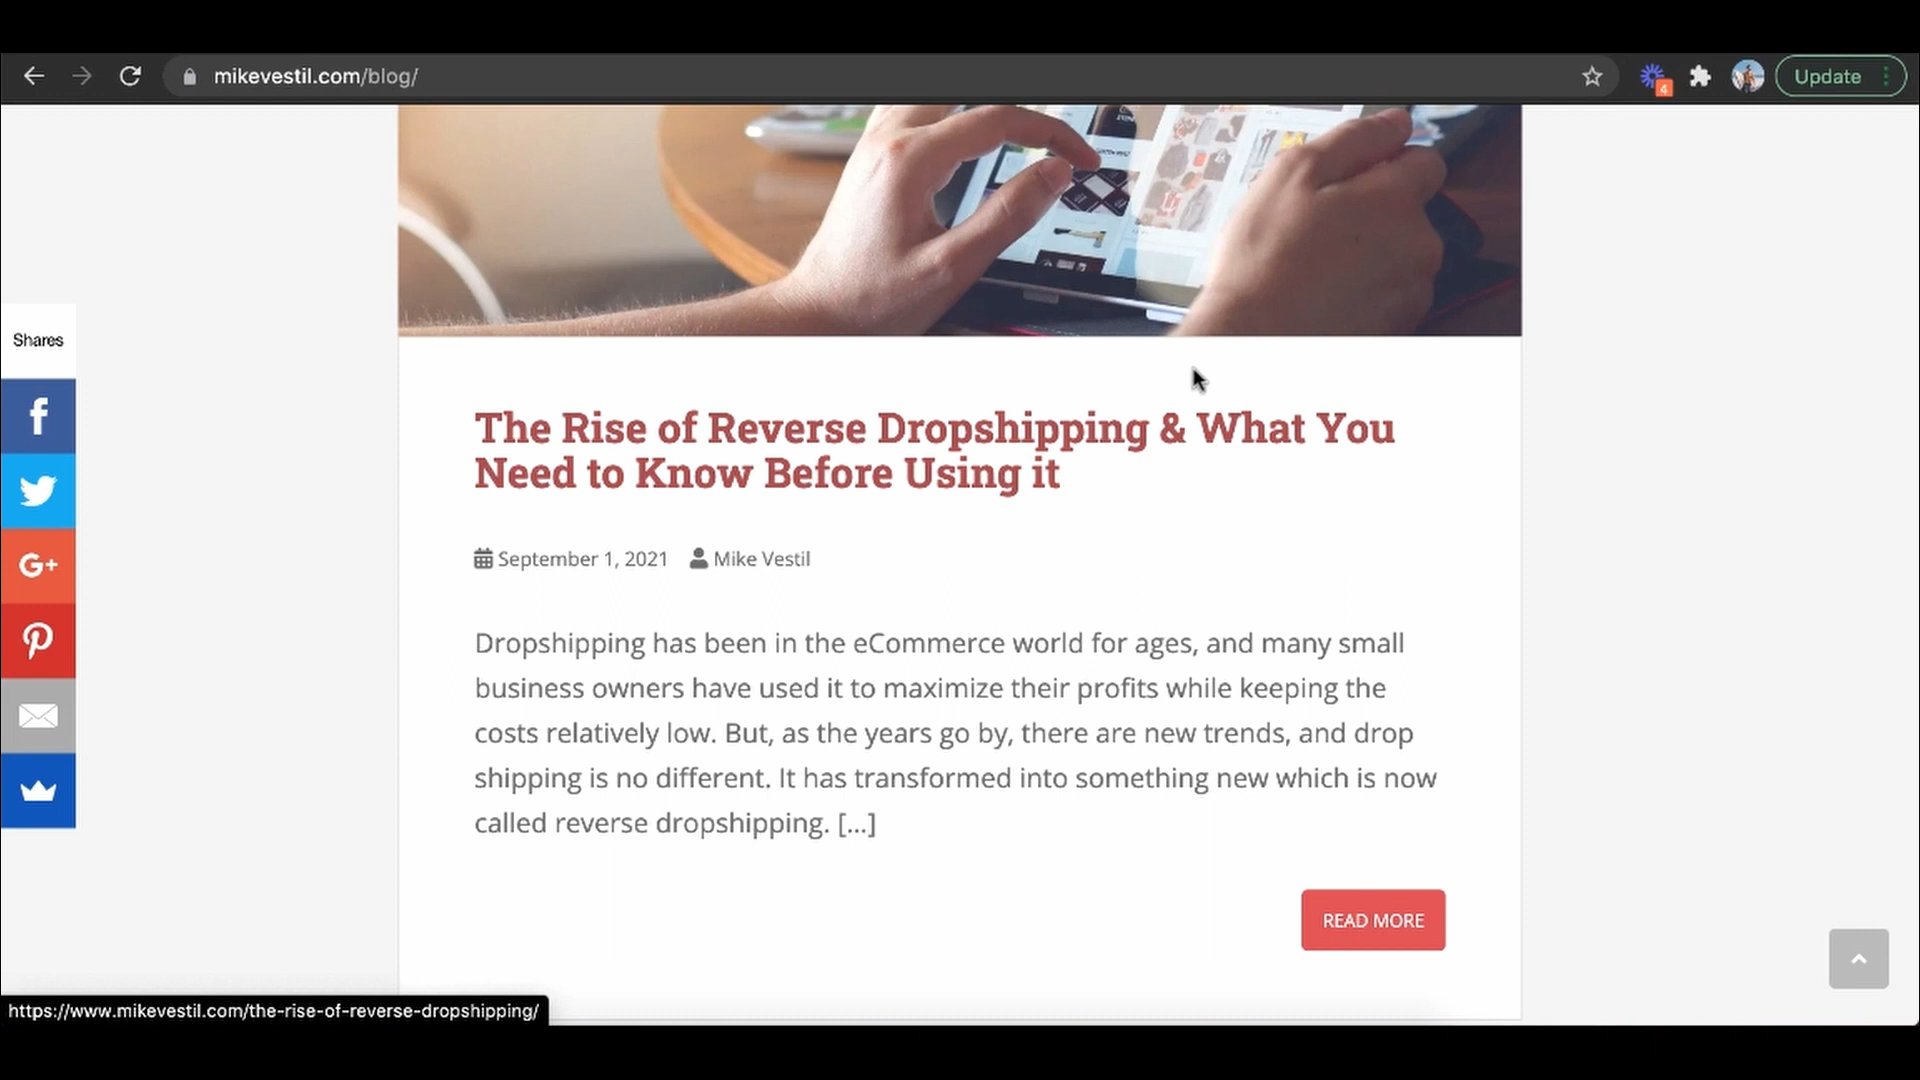 mikevestil.com/blog/
4
Update
Shares
The Rise of Reverse Dropshipping & What You
Need to Know Before Using it
September 1, 2021 Mike Vestil
Dropshipping has been in the eCommerce world for ages, and many small
business owners have used it to maximize their profits while keeping the
costs relatively low. But, as the years go by, there are new trends, and drop
shipping is no different. It has transformed into something new which is now
called reverse dropshipping. [...]
READ MORE
https://www.mikevestil.com/the-rise-of-reverse-dropshipping/